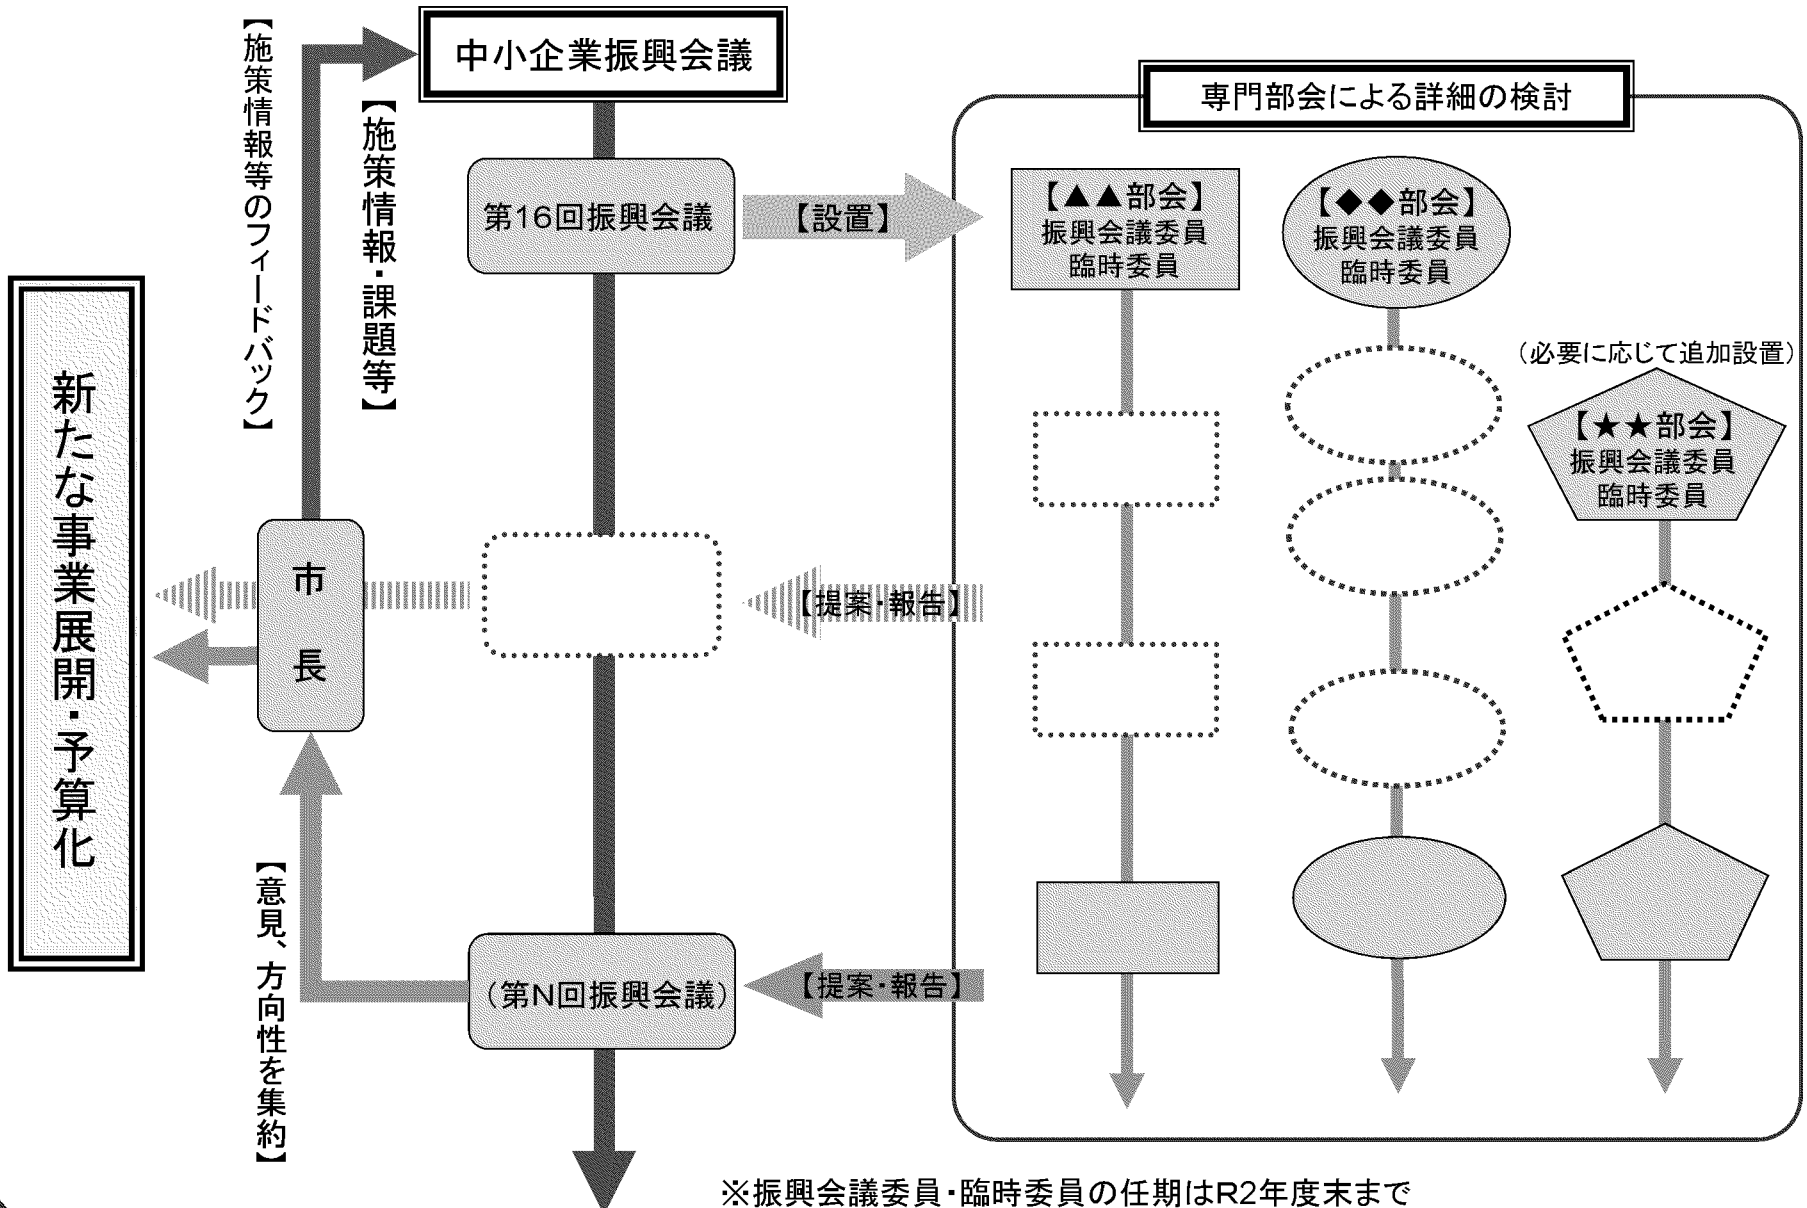 中小企業振興会議
【施策情報等のフィードバック】
【施策情報・課題等】
専門部会による詳細の検討
第16回振興会議
【設置】
【▲▲部会】
振興会議委員
臨時委員
【◆◆部会】
振興会議委員
臨時委員
（必要に応じて追加設置）
【★★部会】
振興会議委員
臨時委員
新たな事業展開・予算化
市長
【提案・報告】
【意見、方向性を集約】
（第N回振興会議）
【提案・報告】
※振興会議委員・臨時委員の任期はR2年度末まで